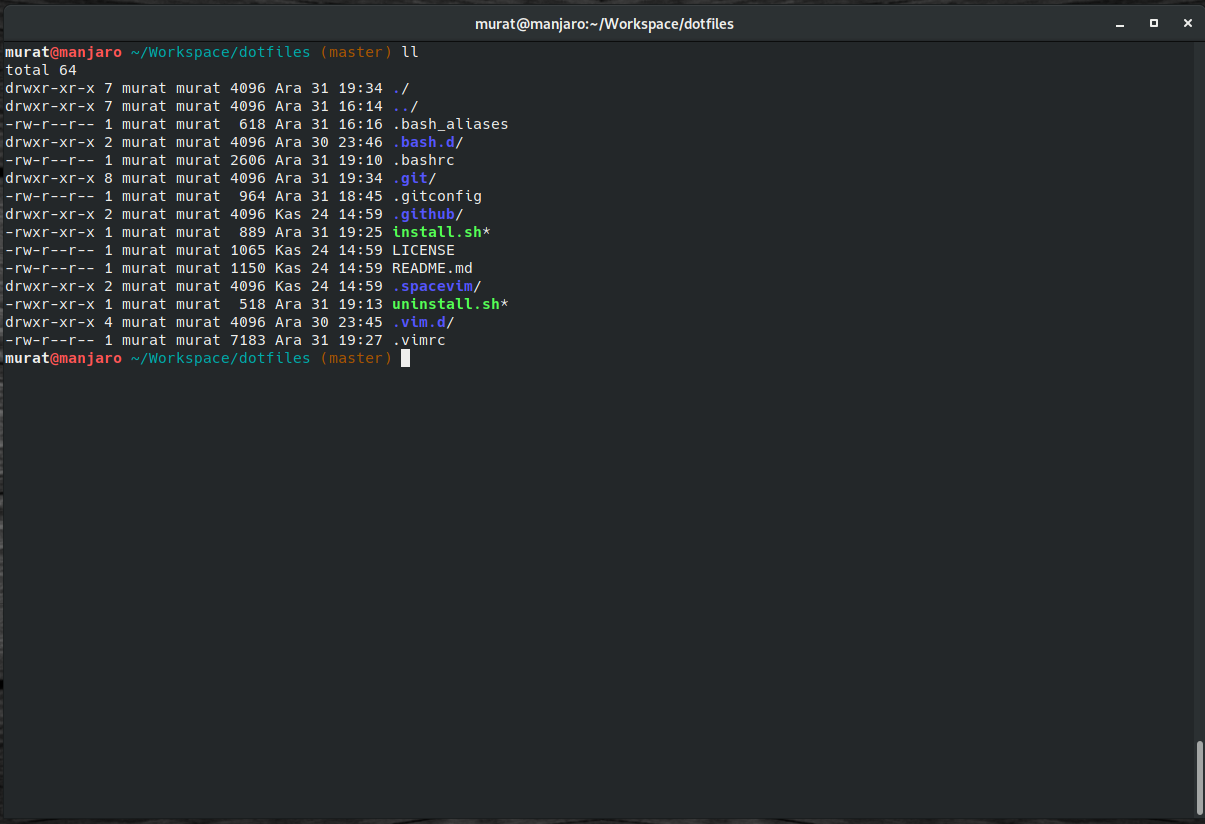 murat@manjaro:~/Workspace/dotfiles
murat@manjaro ~/Workspace/dotfiles (master) ll
total 64
drwxr-xr-x 7 murat murat 4096 Ara 31 19:34 ./
drwxr-xr-x 7 murat murat 4096 Ara 31 16:14 ../
-rw-r--r-- 1 murat murat  618 Ara 31 16:16 .bash_aliases
drwxr-xr-x 2 murat murat 4096 Ara 30 23:46 .bash.d/
-rw-r--r-- 1 murat murat 2606 Ara 31 19:10 .bashrc
drwxr-xr-x 8 murat murat 4096 Ara 31 19:34 .git/
-rw-r--r-- 1 murat murat  964 Ara 31 18:45 .gitconfig
drwxr-xr-x 2 murat murat 4096 Kas 24 14:59 .github/
-rwxr-xr-x 1 murat murat  889 Ara 31 19:25 install.sh*
-rw-r--r-- 1 murat murat 1065 Kas 24 14:59 LICENSE
-rw-r--r-- 1 murat murat 1150 Kas 24 14:59 README.md
drwxr-xr-x 2 murat murat 4096 Kas 24 14:59 .spacevim/
-rwxr-xr-x 1 murat murat  518 Ara 31 19:13 uninstall.sh*
drwxr-xr-x 4 murat murat 4096 Ara 30 23:45 .vim.d/
-rw-r--r-- 1 murat murat 7183 Ara 31 19:27 .vimrc
murat@manjaro ~/Workspace/dotfiles (master)